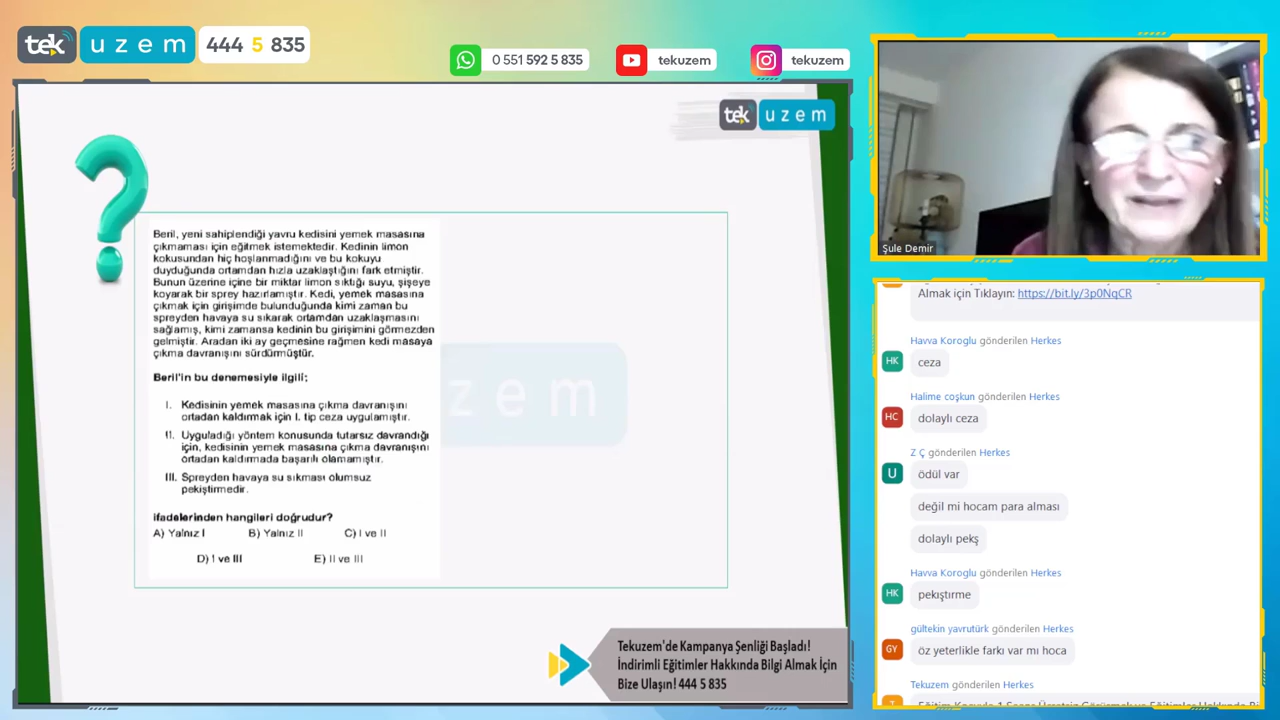 tek uzem 444 5 835
0 551 592 5 835
tekuzem
tekuzem
tek uzem
Beril, yeni sahiplendiği yavru kedisini yemek masasına
çıkmaması için eğitmek istemektedir. Kedinin limon
kokusundan hiç hoşlanmadığını ve bu kokuyu
duyduğunda ortamdan hızla uzaklaştığını fark etmiştir.
Bunun üzerine içine bir miktar limon sıktığı suyu, şişeye
koyarak bir sprey hazırlamıştır. Kedi, yemek masasına
çıkmak için girişimde bulunduğunda kimi zaman bu
spreyden havaya su sıkarak ortamdan uzaklaşmasını
sağlamış, kimi zamansa kedinin bu girişimini görmezden
gelmiştir. Aradan iki ay geçmesine rağmen kedi masaya
çıkma davranışını sürdürmüştür.
Beril'in bu denemesiyle ilgili;
I. Kedisinin yemek masasına çıkma davranışını
ortadan kaldırmak için I. tip ceza uygulamıştır.
II. Uyguladığı yöntem konusunda tutarsız davrandığı
için, kedisinin yemek masasına çıkma davranışını
ortadan kaldırmada başarılı olamamıştır.
III. Spreyden havaya su sıkması olumsuz
pekiştirmedir.
ifadelerinden hangileri doğrudur?
A) Yalnız I B) Yalnız II C) I ve II
D) I ve III E) II ve III
zem
Tekuzem'de Kampanya Şenliği Başladı!
İndirimli Eğitimler Hakkında Bilgi Almak İçin
Bize Ulaşın! 444 5 835
Şule Demir
Almak için Tıklayın: https://bit.ly/3p0NqCR
Havva Koroglu gönderilen Herkes
HK ceza
Halime coşkun gönderilen Herkes
HC dolaylı ceza
Z Ç gönderilen Herkes
U ödül var
değil mi hocam para alması
dolaylı pekş
Havva Koroglu gönderilen Herkes
HK pekıştırme
gültekin yavrutürk gönderilen Herkes
GY öz yeterlikle farkı var mı hoca
Tekuzem gönderilen Herkes